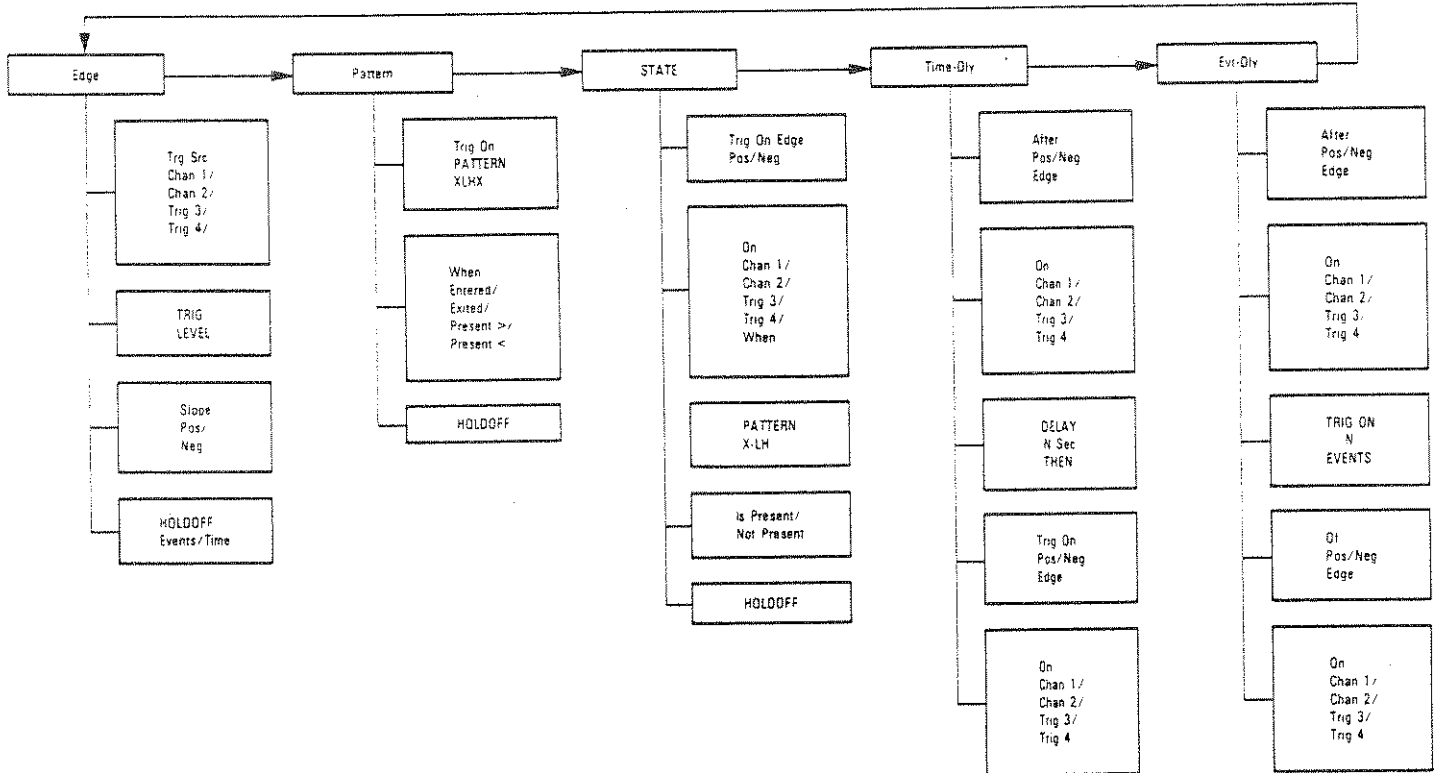 Edge
Pattern
STATE
Time-Dly
Evt-Dly
Trg Src
Chan 1/
Chan 2/
Trig 3/
Trig 4/
TRIG
LEVEL
Slope
Pos/
Neg
HOLDOFF
Events/Time
Trig On
PATTERN
XLHX
When
Entered/
Exited/
Present >/
Present <
HOLDOFF
Trig On Edge
Pos/Neg
On
Chan 1/
Chan 2/
Trig 3/
Trig 4/
When
PATTERN
X-LH
Is Present/
Not Present
HOLDOFF
After
Pos/Neg
Edge
On
Chan 1/
Chan 2/
Trig 3/
Trig 4
DELAY
N Sec
THEN
Trig On
Pos/Neg
Edge
On
Chan 1/
Chan 2/
Trig 3/
Trig 4
After
Pos/Neg
Edge
On
Chan 1/
Chan 2/
Trig 3/
Trig 4
TRIG ON
N
EVENTS
Of
Pos/Neg
Edge
On
Chan 1/
Chan 2/
Trig 3/
Trig 4